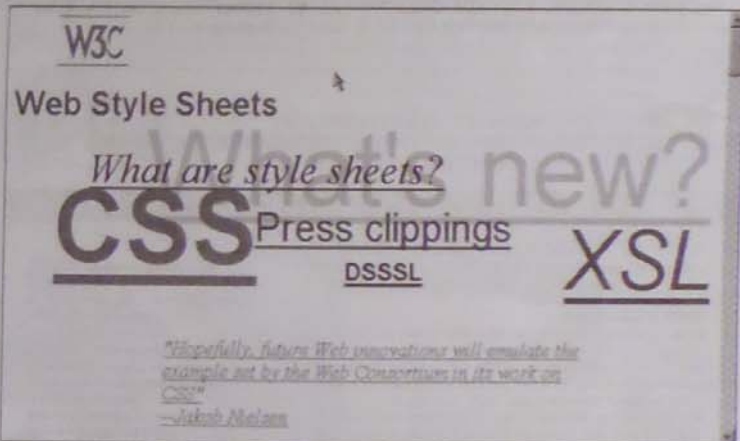 W3C
Web Style Sheets
What's new?
What are style sheets?
CSS
Press clippings
XSL
DSSSL
"Hopefully, future Web innovations will emulate the
example set by the Web Consortium in its work on
CSS"
—Jakob Nielsen